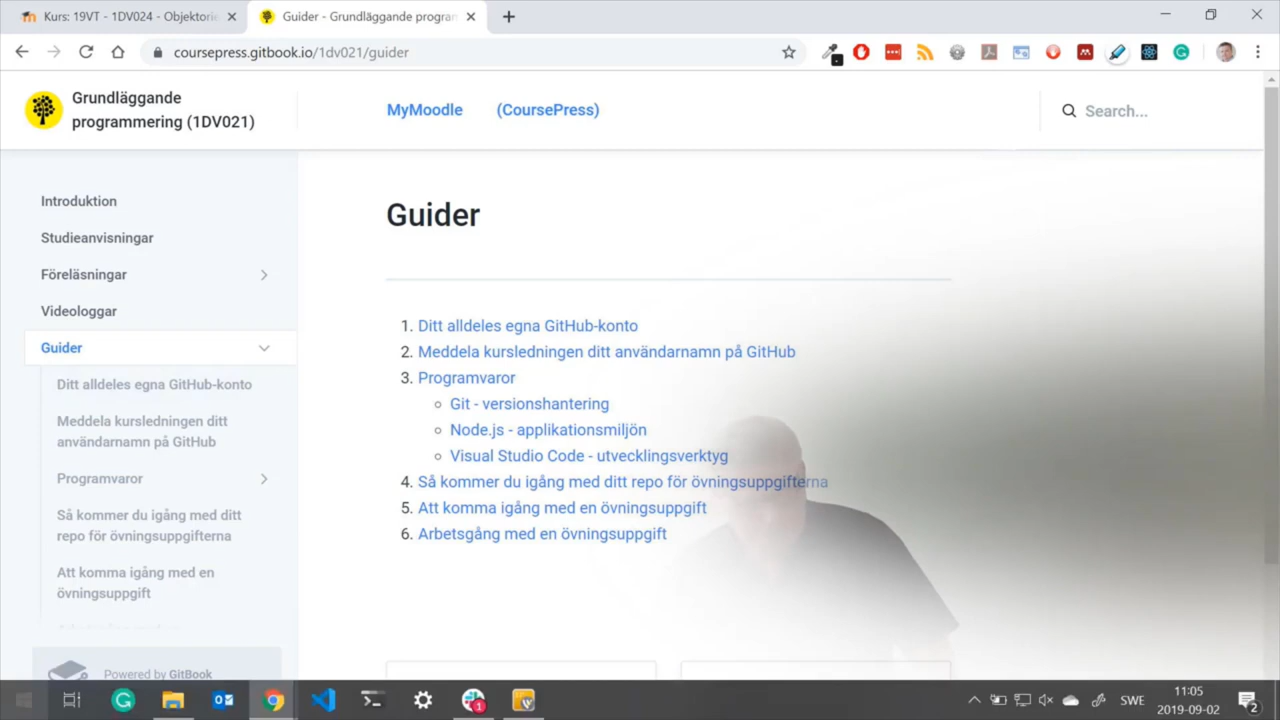 Kurs: 19VT - 1DV024 - Objektorie
Guider - Grundläggande program
coursepress.gitbook.io/1dv021/guider
Grundläggande
programmering (1DV021)
MyMoodle
(CoursePress)
Search...
Introduktion
Studieanvisningar
Föreläsningar
Videologgar
Guider
Ditt alldeles egna GitHub-konto
Meddela kursledningen ditt
användarnamn på GitHub
Programvaror
Så kommer du igång med ditt
repo för övningsuppgifterna
Att komma igång med en
övningsuppgift
Powered by GitBook
Guider
1. Ditt alldeles egna GitHub-konto
2. Meddela kursledningen ditt användarnamn på GitHub
3. Programvaror
Git - versionshantering
Node.js - applikationsmiljön
Visual Studio Code - utvecklingsverktyg
4. Så kommer du igång med ditt repo för övningsuppgifterna
5. Att komma igång med en övningsuppgift
6. Arbetsgång med en övningsuppgift
1
SWE
11:05
2019-09-02
2